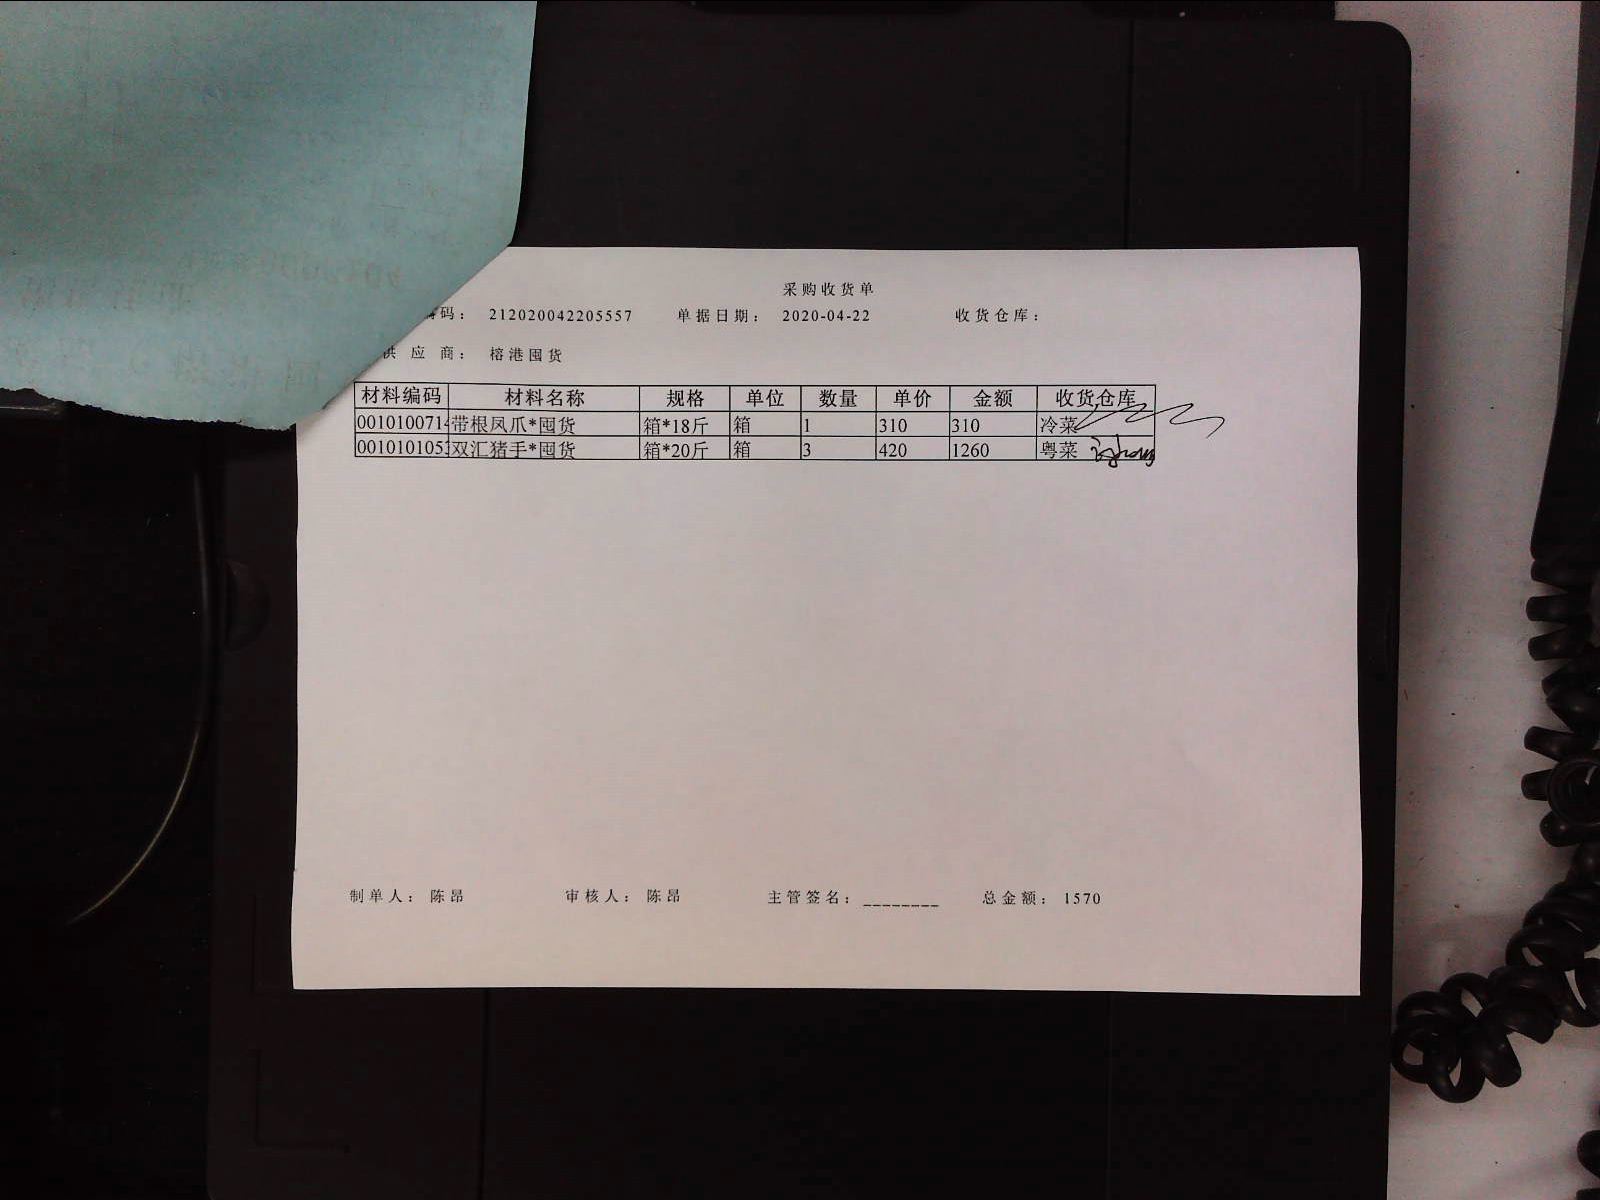 采购收货单
码： 212020042205557 单据日期： 2020-04-22 收货仓库：
供应商： 榕港囤货
材料编码 材料名称 规格 单位 数量 单价 金额 收货仓库
0010100714 带根凤爪*囤货 箱*18斤 箱 1 310 310 冷菜
001010105 双汇猪手*囤货 箱*20斤 箱 3 420 1260 粤菜
制单人： 陈昂 审核人： 陈昂 主管签名：________ 总金额： 1570